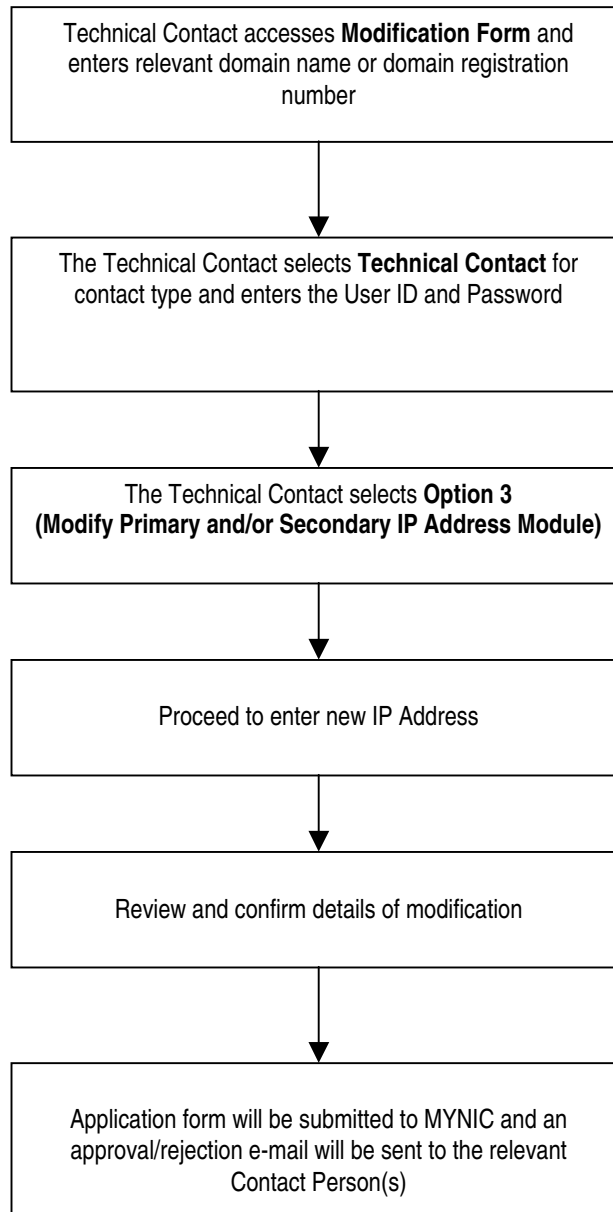 Technical Contact accesses Modification Form and
enters relevant domain name or domain registration
number
The Technical Contact selects Technical Contact for
contact type and enters the User ID and Password
The Technical Contact selects Option 3
(Modify Primary and/or Secondary IP Address Module)
Proceed to enter new IP Address
Review and confirm details of modification
Application form will be submitted to MYNIC and an
approval/rejection e-mail will be sent to the relevant
Contact Person(s)